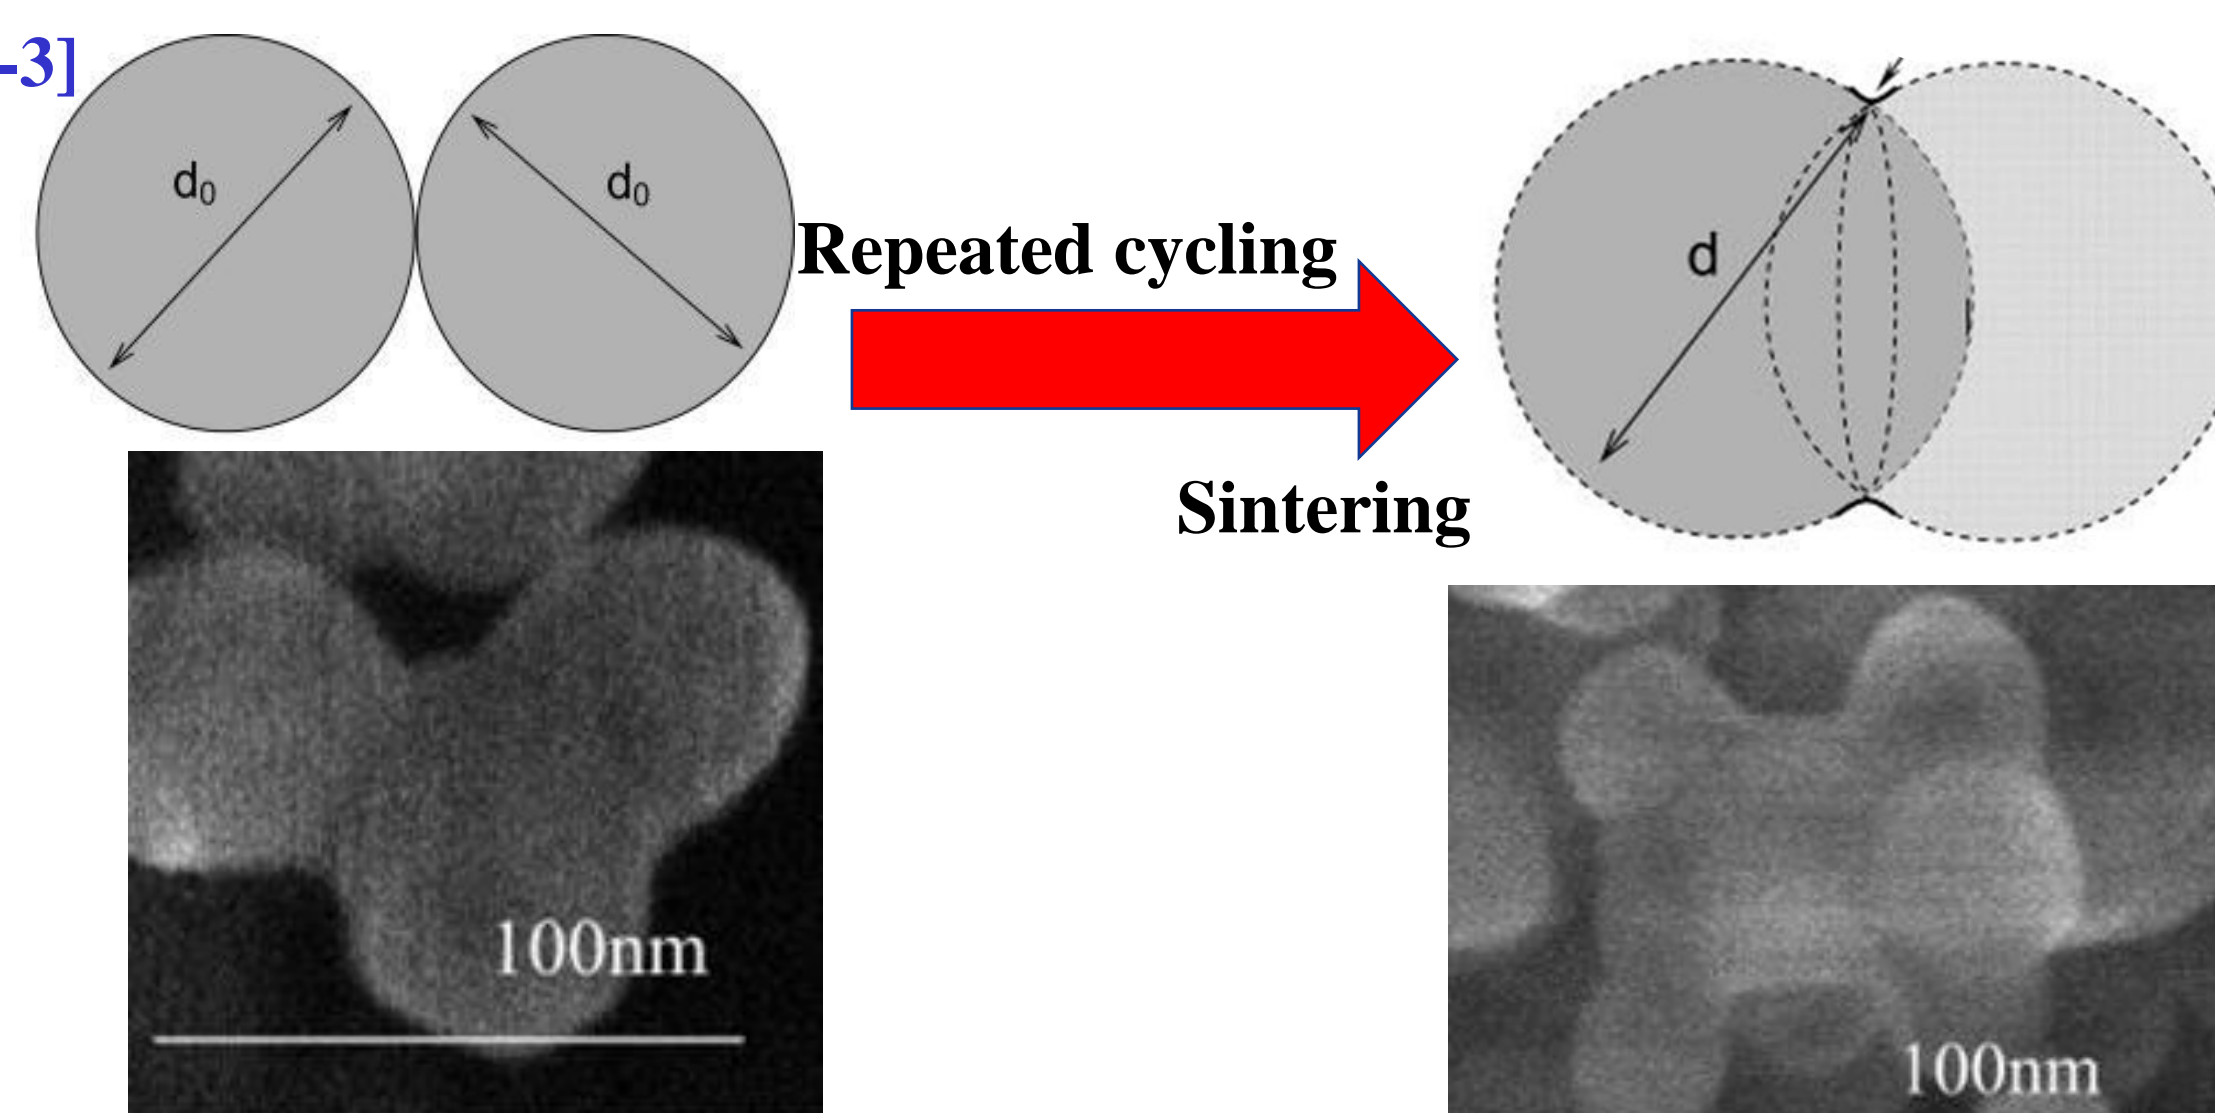 -3]
d₀
d₀
Repeated cycling
d
Sintering
100nm
100nm